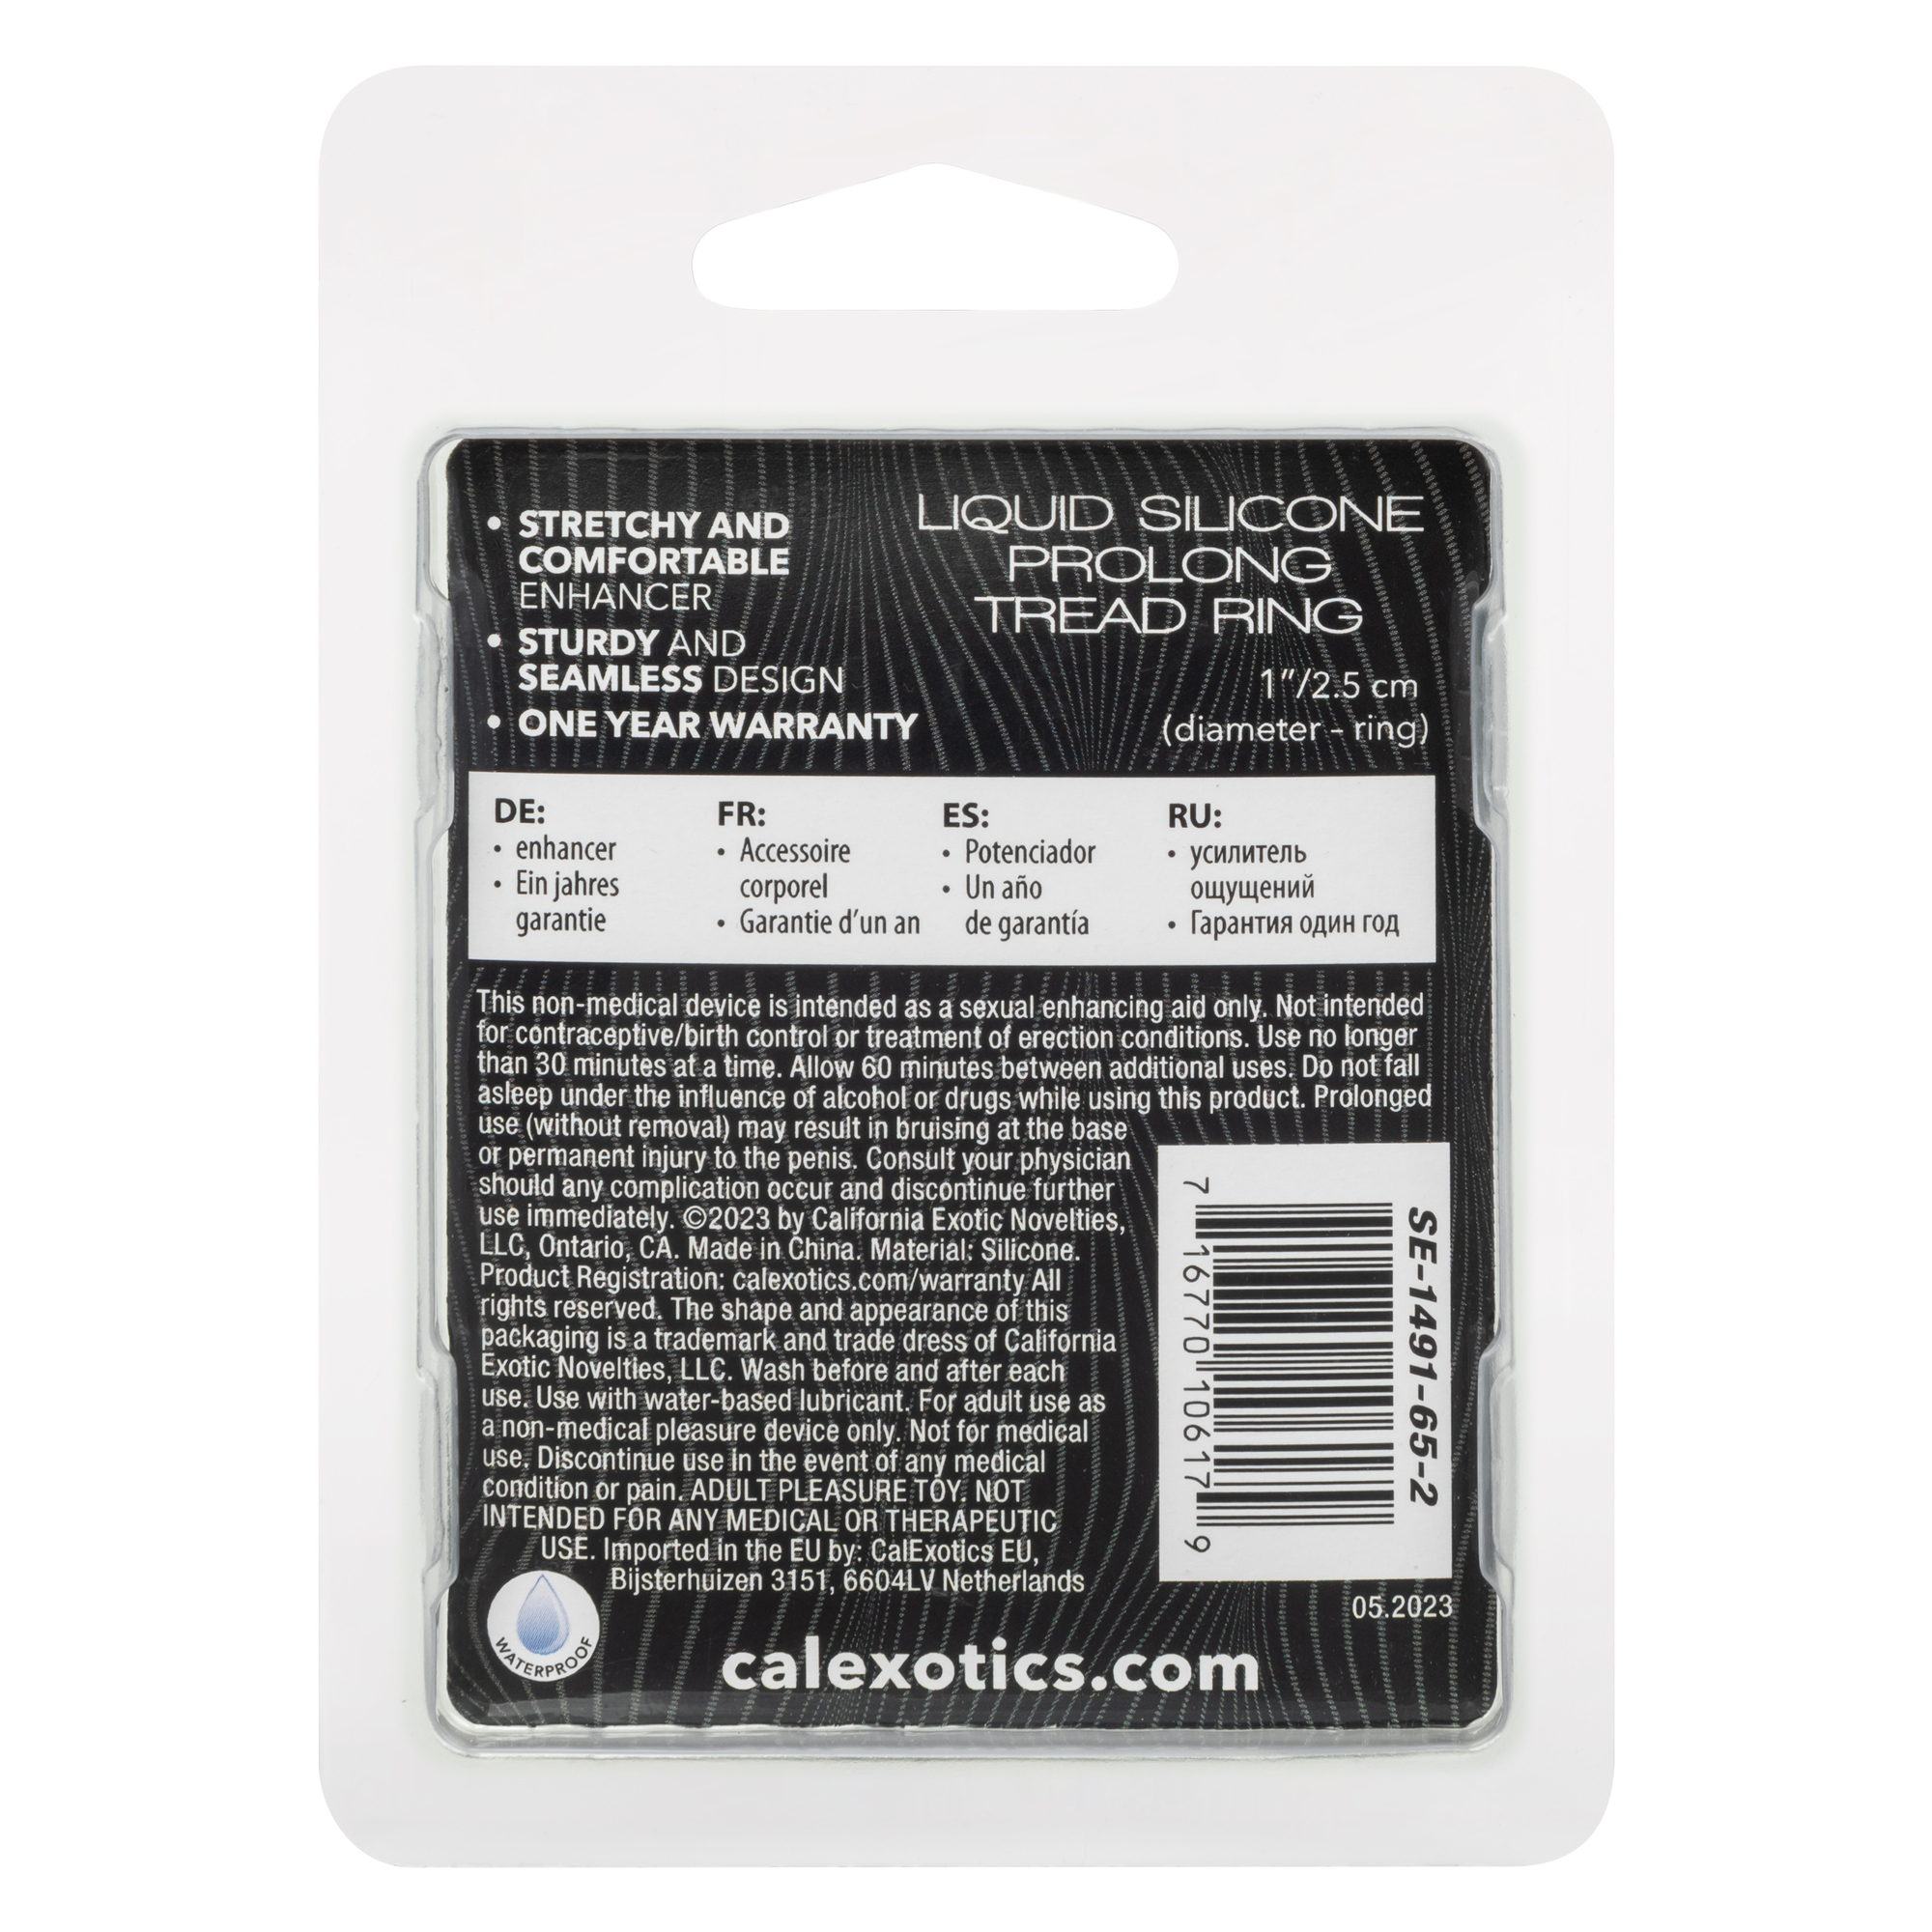 • STRETCHY AND
COMFORTABLE
ENHANCER
• STURDY AND
SEAMLESS DESIGN
• ONE YEAR WARRANTY
LIQUID SILICONE
PROLONG
TREAD RING
1"/2.5 cm
(diameter - ring)
DE:
• enhancer
• Ein jahres
garantie
FR:
• Accessoire
corporel
• Garantie d'un an
ES:
• Potenciador
• Un año
de garantía
RU:
• усилитель
ощущений
• Гарантия один год
This non-medical device is intended as a sexual enhancing aid only. Not intended
for contraceptive/birth control or treatment of erection conditions. Use no longer
than 30 minutes at a time. Allow 60 minutes between additional uses. Do not fall
asleep under the influence of alcohol or drugs while using this product. Prolonged
use (without removal) may result in bruising at the base
or permanent injury to the penis. Consult your physician
should any complication occur and discontinue further
use immediately. ©2023 by California Exotic Novelties,
LLC, Ontario, CA. Made in China. Material: Silicone.
Product Registration: calexotics.com/warranty All
rights reserved. The shape and appearance of this
packaging is a trademark and trade dress of California
Exotic Novelties, LLC. Wash before and after each
use. Use with water-based lubricant. For adult use as
a non-medical pleasure device only. Not for medical
use. Discontinue use in the event of any medical
condition or pain. ADULT PLEASURE TOY. NOT
INTENDED FOR ANY MEDICAL OR THERAPEUTIC
USE. Imported in the EU by: CalExotics EU,
Bijsterhuizen 3151, 6604LV Netherlands
7 16770 10617 9
SE-1491-65-2
05.2023
WATERPROOF
calexotics.com